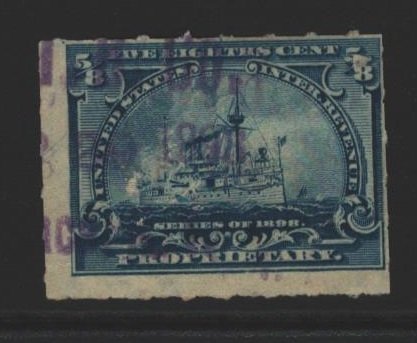 5/8 FIVE EIGHTHS CENT 5/8
UNITED STATES INTER. REVENUE
SERIES OF 1898.
PROPRIETARY.